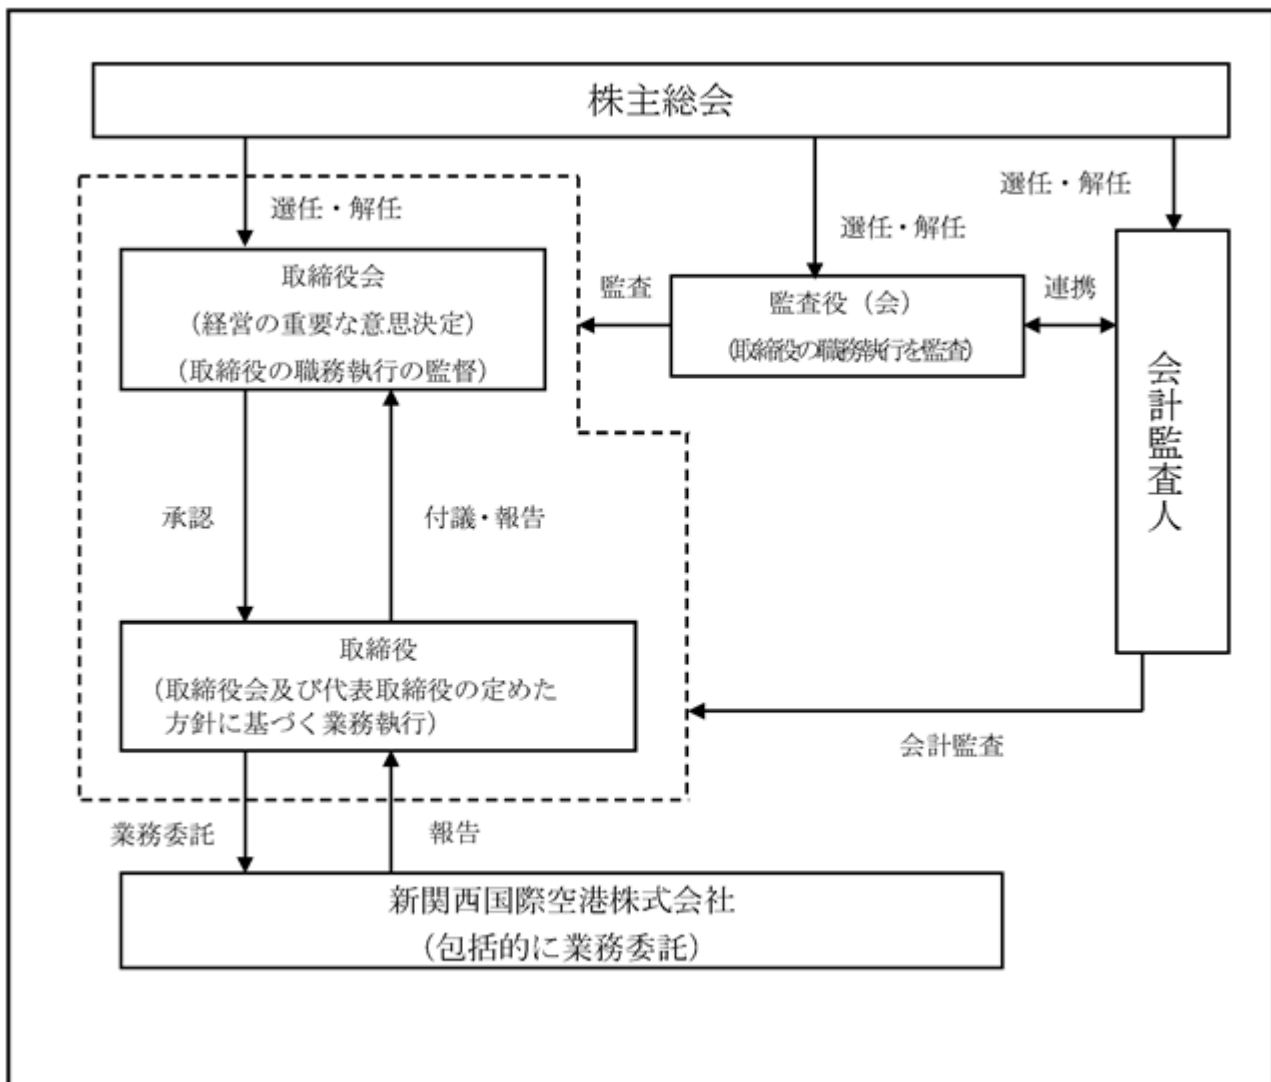 株主総会
選任・解任
選任・解任
選任・解任
取締役会
（経営の重要な意思決定）
（取締役の職務執行の監督）
監査
監査役（会）
（取締役の職務執行を監査）
連携
会計監査人
承認
付議・報告
取締役
（取締役会及び代表取締役の定めた
方針に基づく業務執行）
会計監査
業務委託
報告
新関西国際空港株式会社
（包括的に業務委託）